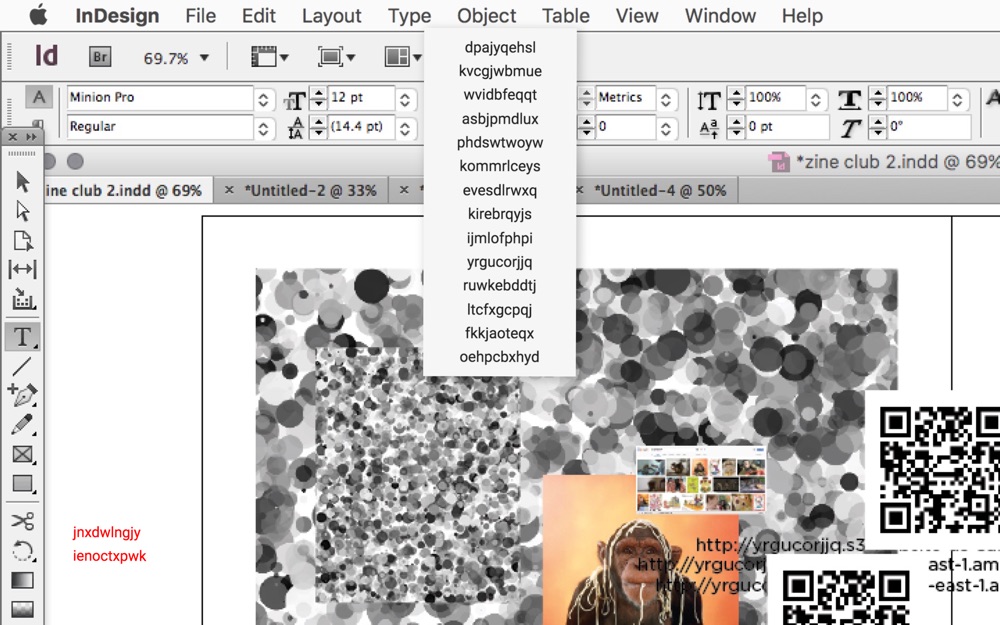 InDesign File Edit Layout Type Object Table View Window Help
Id Br 69.7%
A Minion Pro 12 pt Metrics 100% 100%
Regular (14.4 pt) 0 0 pt 0°
*zine club 2.indd @ 69%
ine club 2.indd @ 69% × *Untitled-2 @ 33% × *Untitled-4 @ 50%
dpajyqehsl
kvcgjwbmue
wvidbfeqqt
asbjpmdlux
phdswtwoyw
kommrlceys
evesdlrwxq
kirebrqyjs
ijmlofphpi
yrgucorjjq
ruwkebddtj
ltcfxgcpqj
fkkjaoteqx
oehpcbxhyd
jnxdwlngjy
ienoctxpwk
http://yrgucorjjq.s3
http://yrgucorj ast-1.am
http://yrguc -east-1.a